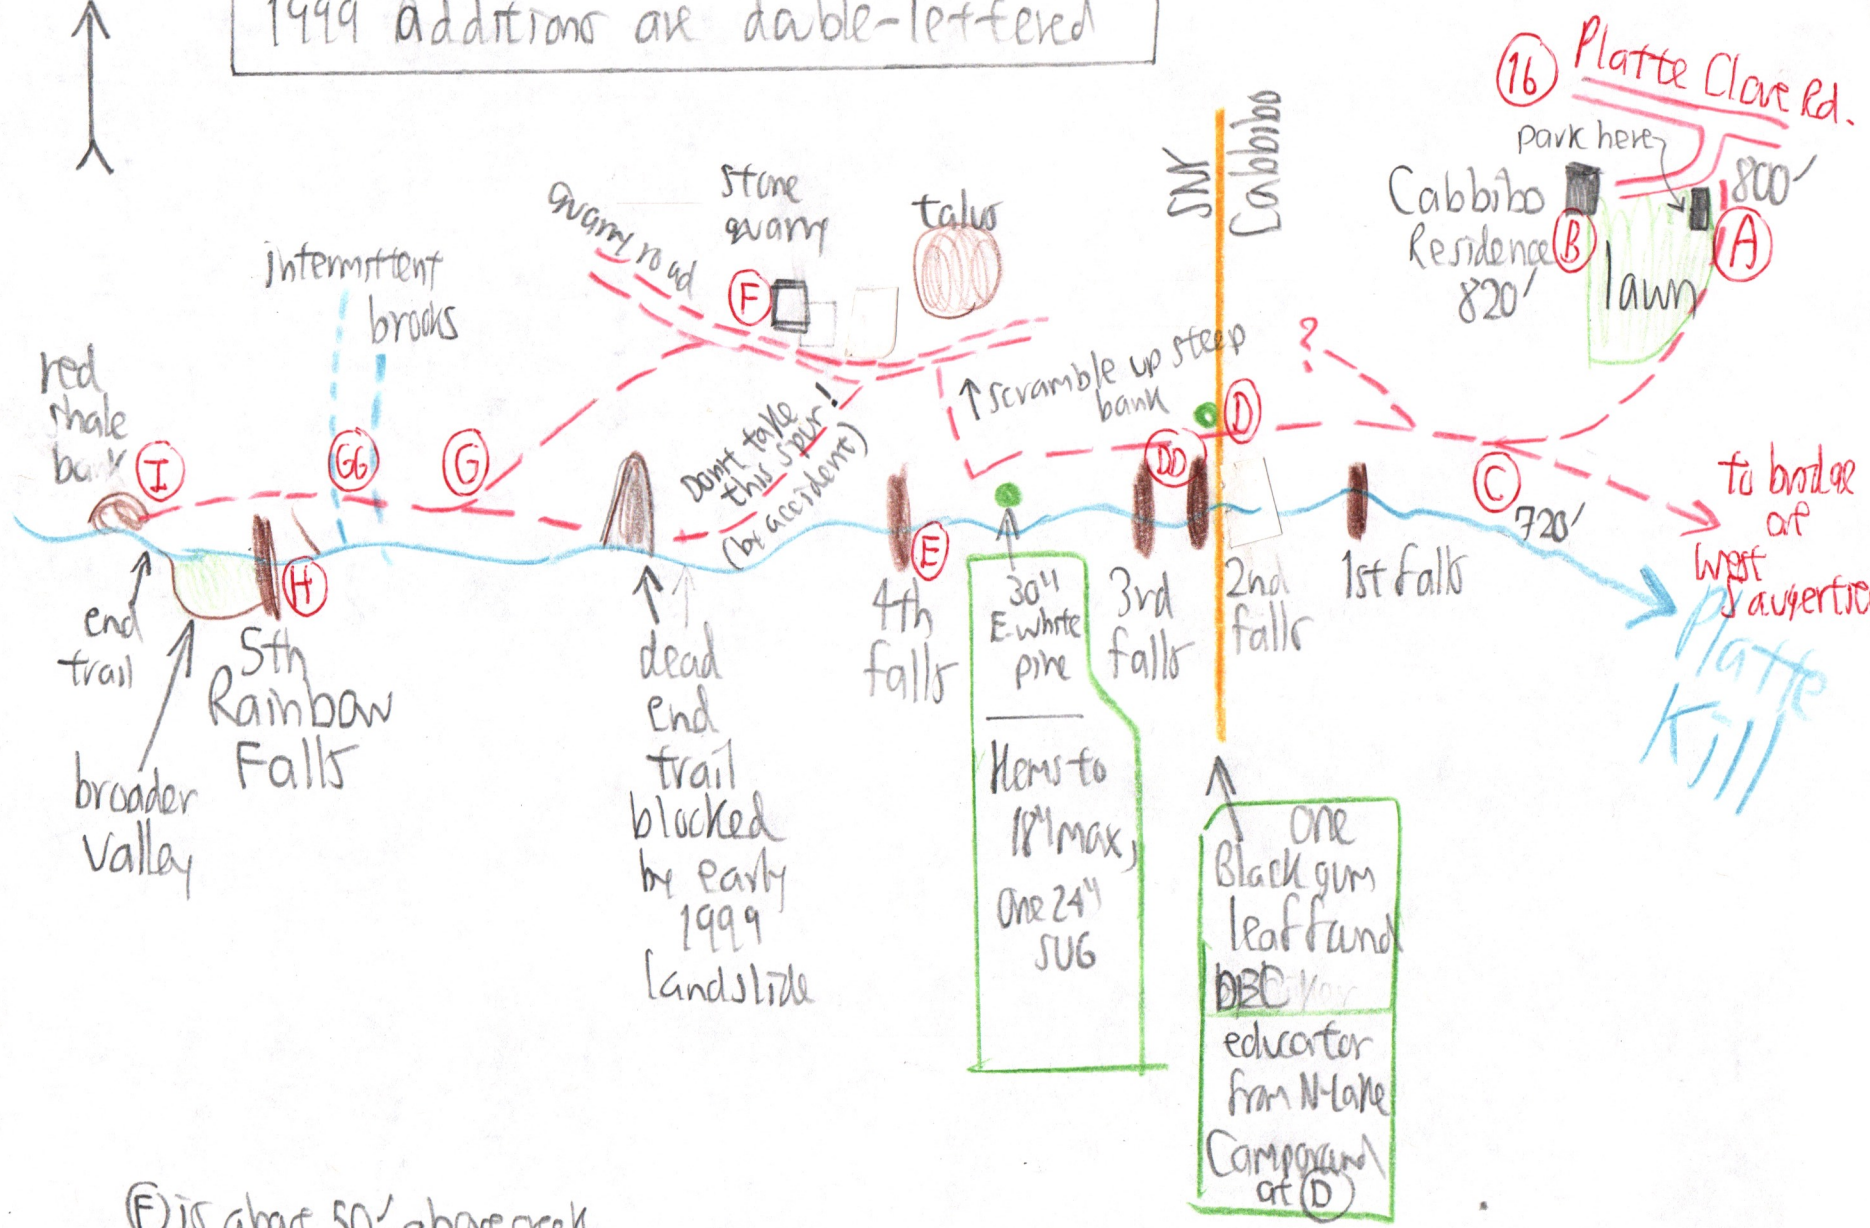 1999 additions are double-lettered
16
Platte Clove Rd.
park here
800'
Cabbibo
Residence
820'
B
A
lawn
SNY
Cabbibo
stone
quarry
talus
quarry road
F
intermittent
brooks
red
shale
bank
I
GG
G
Don't take
this spur!
(by accident)
↑ scramble up steep
bank
?
D
DD
C
720'
to bridge
at
West
Saugerties
Platte
Kill
E
H
1st falls
2nd
falls
3rd
falls
4th
falls
5th
Rainbow
Falls
end
trail
broader
valley
dead
end
trail
blocked
by early
1999
landslide
30"
E. white
pine
Hems to
18" max,
One 24"
SUG
One
Black gum
leaf found
educator
from N-Lake
Campground
at D
F is above 50' above creek